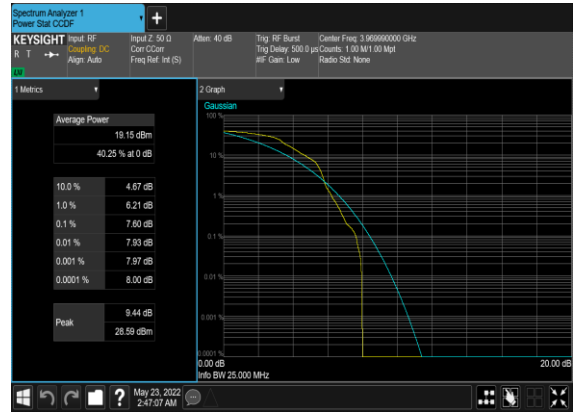 Spectrum Analyzer 1
Power Stat CCDF
KEYSIGHT
R T
LW
Input: RF
Coupling: DC
Align: Auto
Input Z: 50 Ω
Corr CCorr
Freq Ref: Int (S)
Atten: 40 dB
Trig: RF Burst
Trig Delay: 500.0 µs
#IF Gain: Low
Center Freq: 3.969990000 GHz
Counts: 1.00 M/1.00 Mpt
Radio Std: None
1 Metrics
Average Power
19.15 dBm
40.25 % at 0 dB
10.0 % 4.67 dB
1.0 % 6.21 dB
0.1 % 7.60 dB
0.01 % 7.93 dB
0.001 % 7.97 dB
0.0001 % 8.00 dB
Peak
9.44 dB
28.59 dBm
2 Graph
Gaussian
100 %
10 %
1 %
0.1 %
0.01 %
0.001 %
0.0001 %
0.00 dB 20.00 dB
Info BW 25.000 MHz
?
May 23, 2022
2:47:07 AM